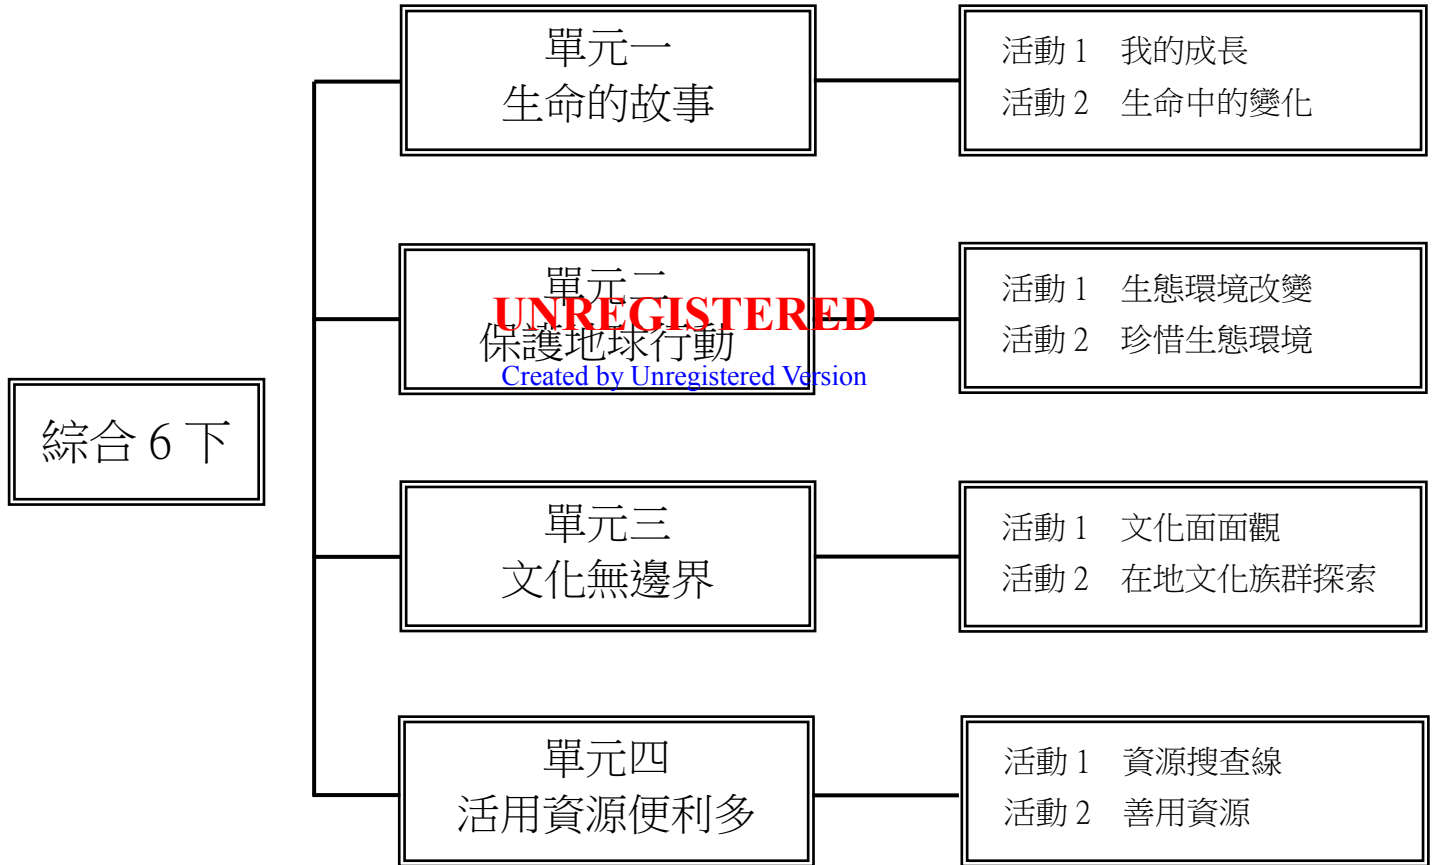 單元一
生命的故事
活動 1 我的成長
活動 2 生命中的變化
單元二
保護地球行動
UNREGISTERED
Created by Unregistered Version
活動 1 生態環境改變
活動 2 珍惜生態環境
綜合 6 下
單元三
文化無邊界
活動 1 文化面面觀
活動 2 在地文化族群探索
單元四
活用資源便利多
活動 1 資源搜查線
活動 2 善用資源